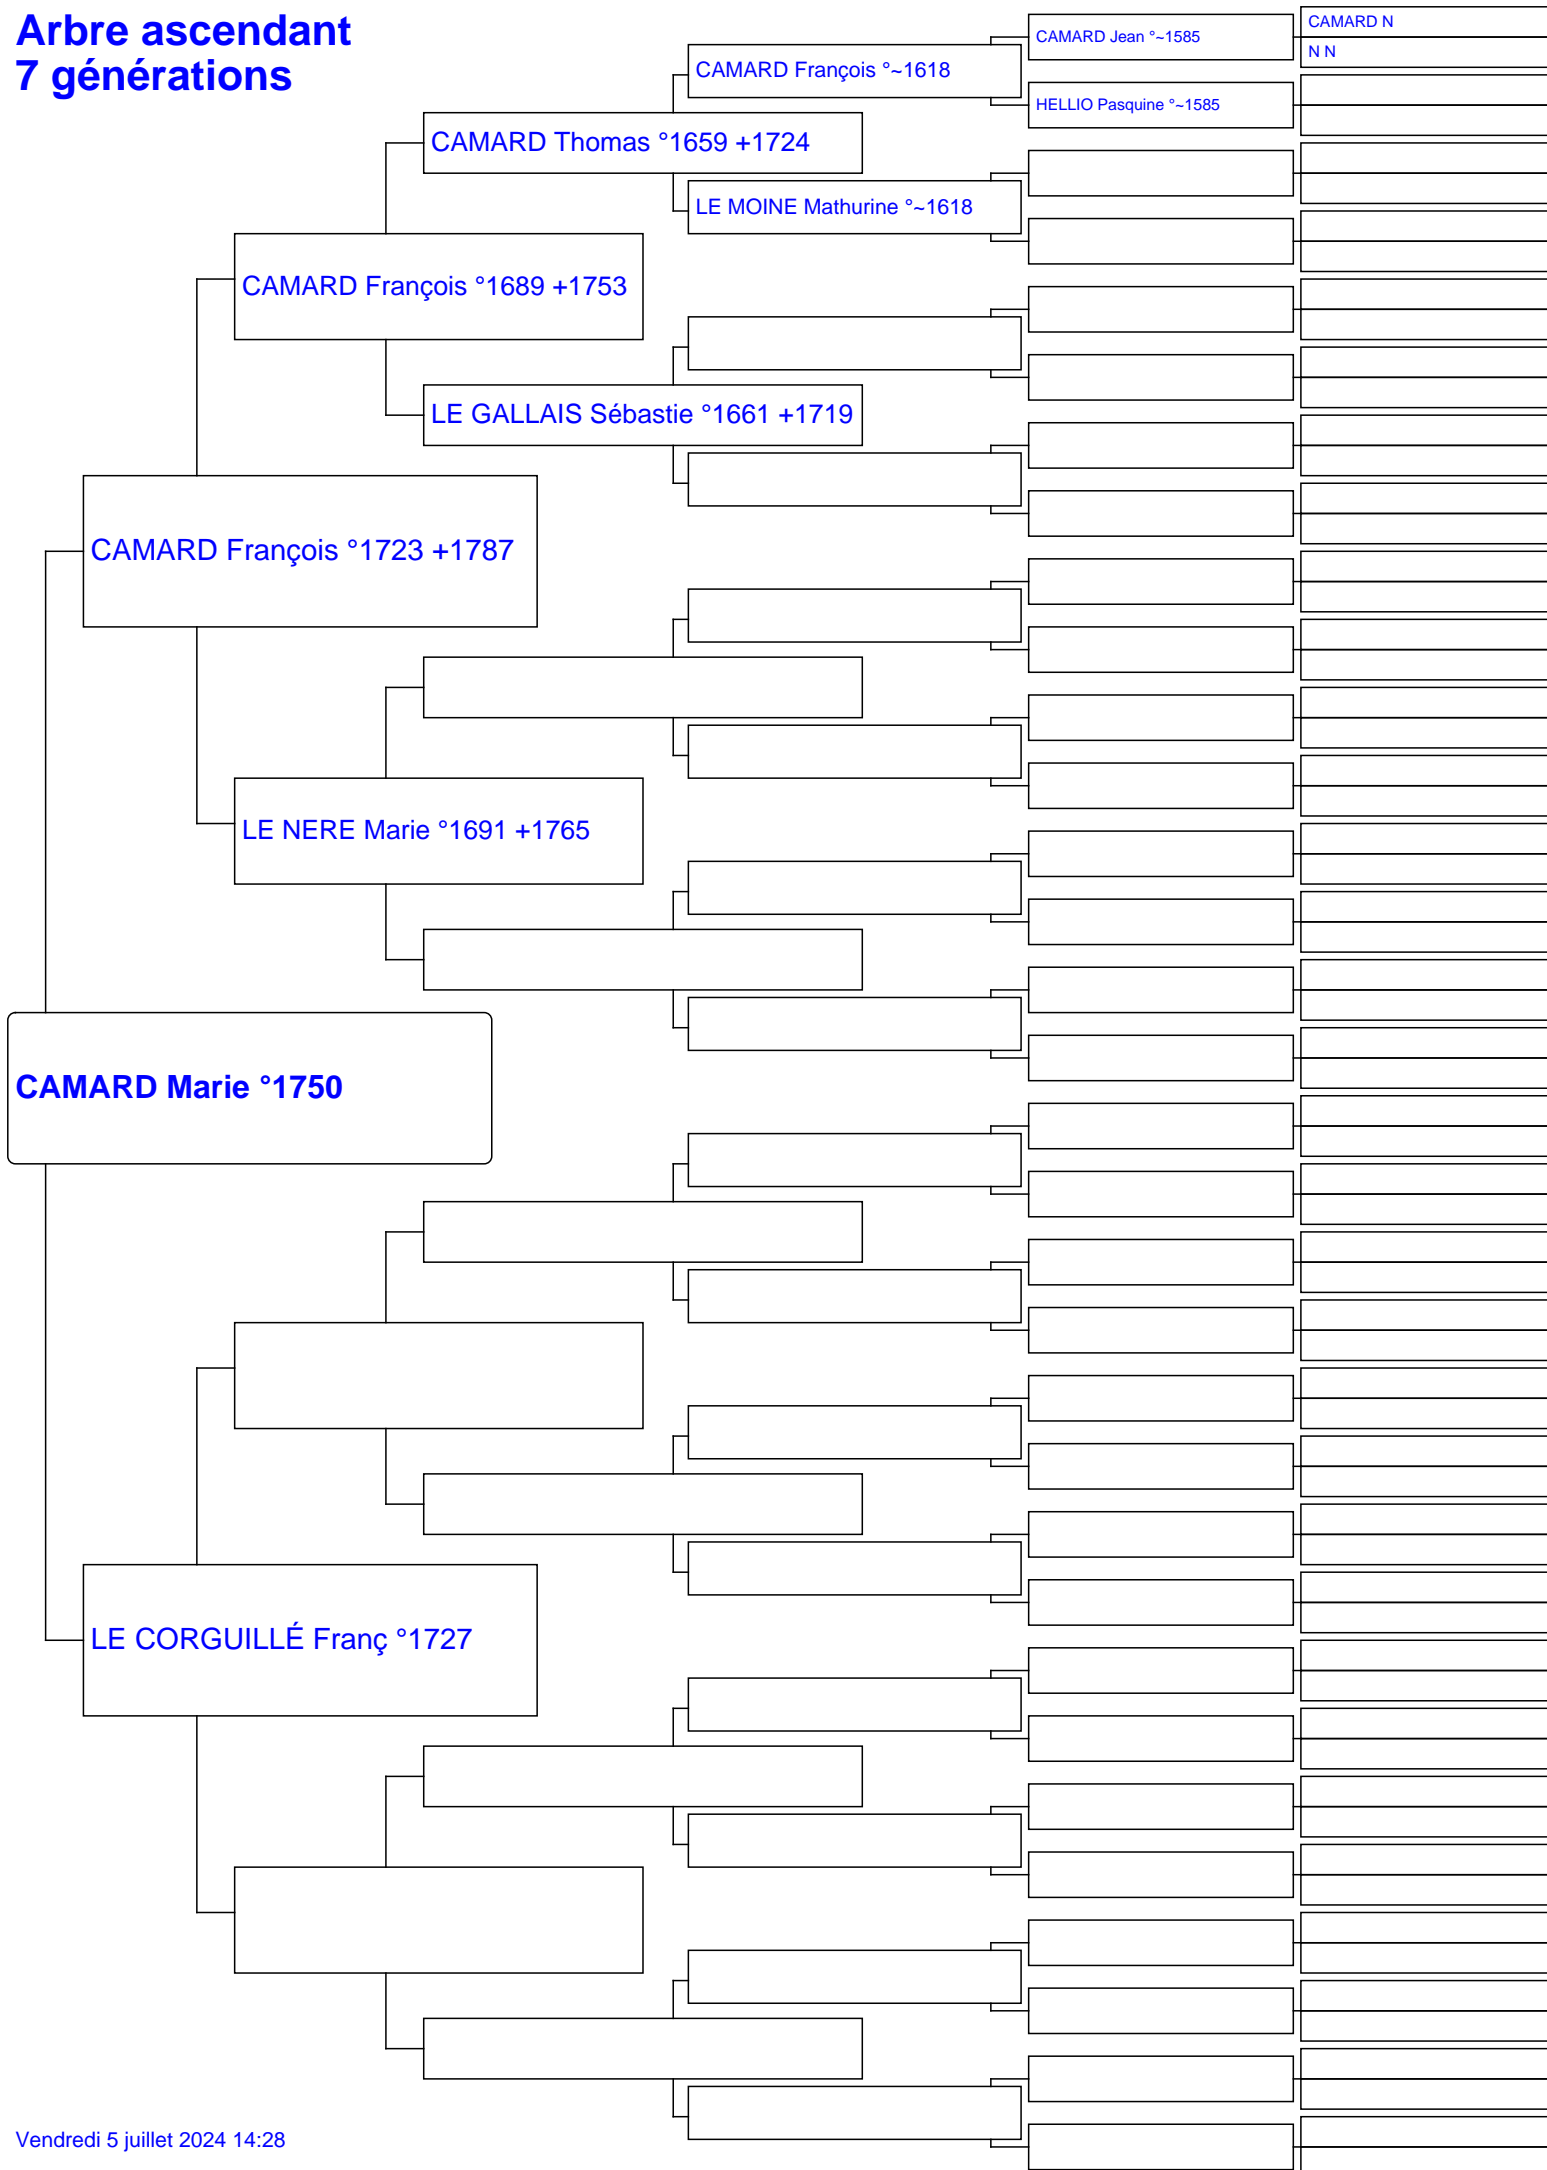 Arbre ascendant
7 générations
CAMARD N
N N
CAMARD Jean °~1585
CAMARD François °~1618
HELLIO Pasquine °~1585
CAMARD Thomas °1659 +1724
LE MOINE Mathurine °~1618
CAMARD François °1689 +1753
LE GALLAIS Sébastie °1661 +1719
CAMARD François °1723 +1787
LE NERE Marie °1691 +1765
CAMARD Marie °1750
LE CORGUILLÉ Franç °1727
Vendredi 5 juillet 2024 14:28